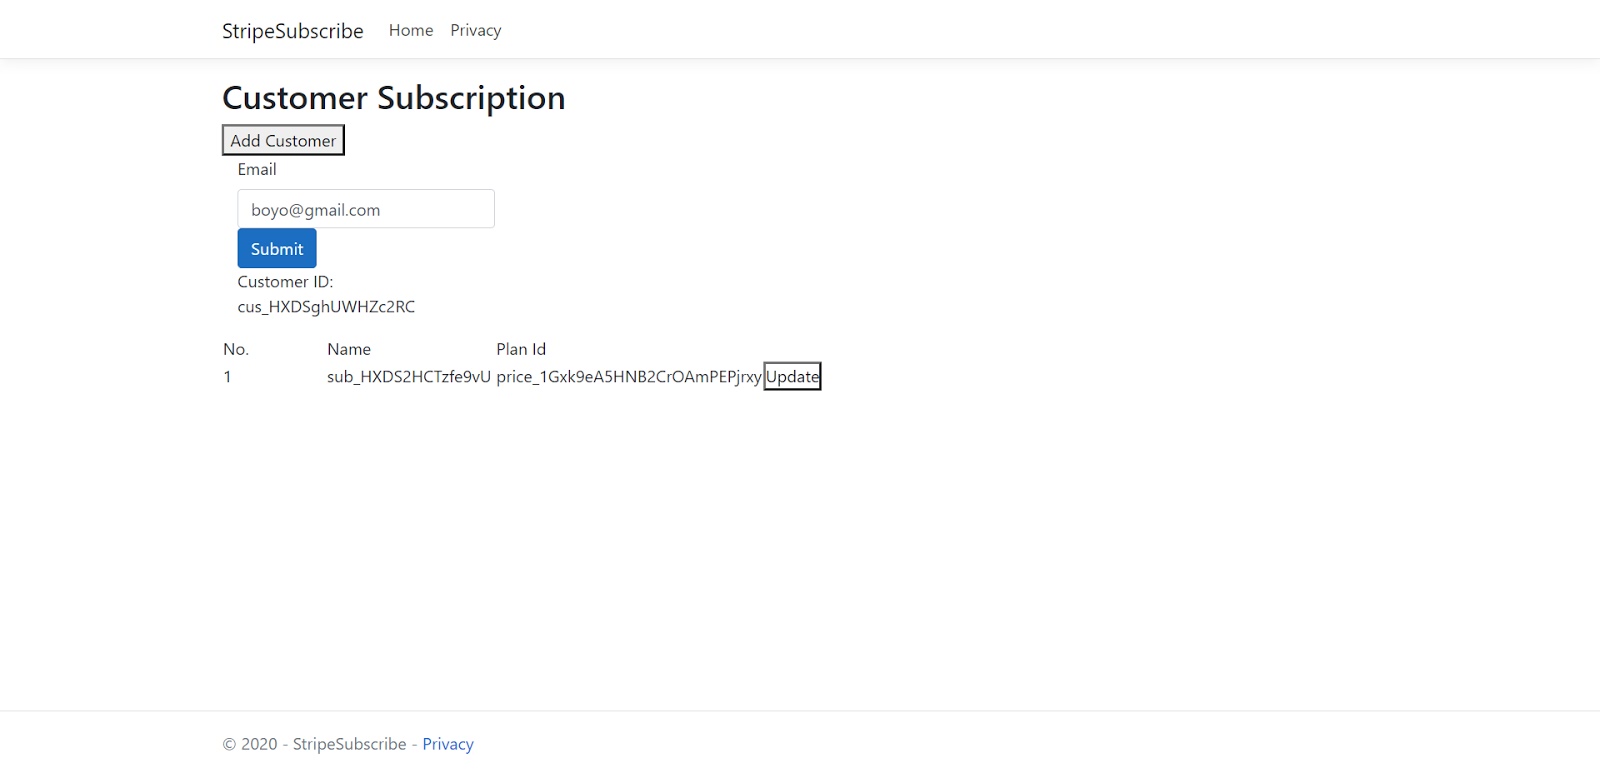 StripeSubscribe Home Privacy
Customer Subscription
Add Customer
Email
boyo@gmail.com
Submit
Customer ID:
cus_HXDSghUWHZc2RC
No. Name Plan Id
1 sub_HXDS2HCTzfe9vU price_1Gxk9eA5HNB2CrOAmPEPjrxy Update
© 2020 - StripeSubscribe - Privacy